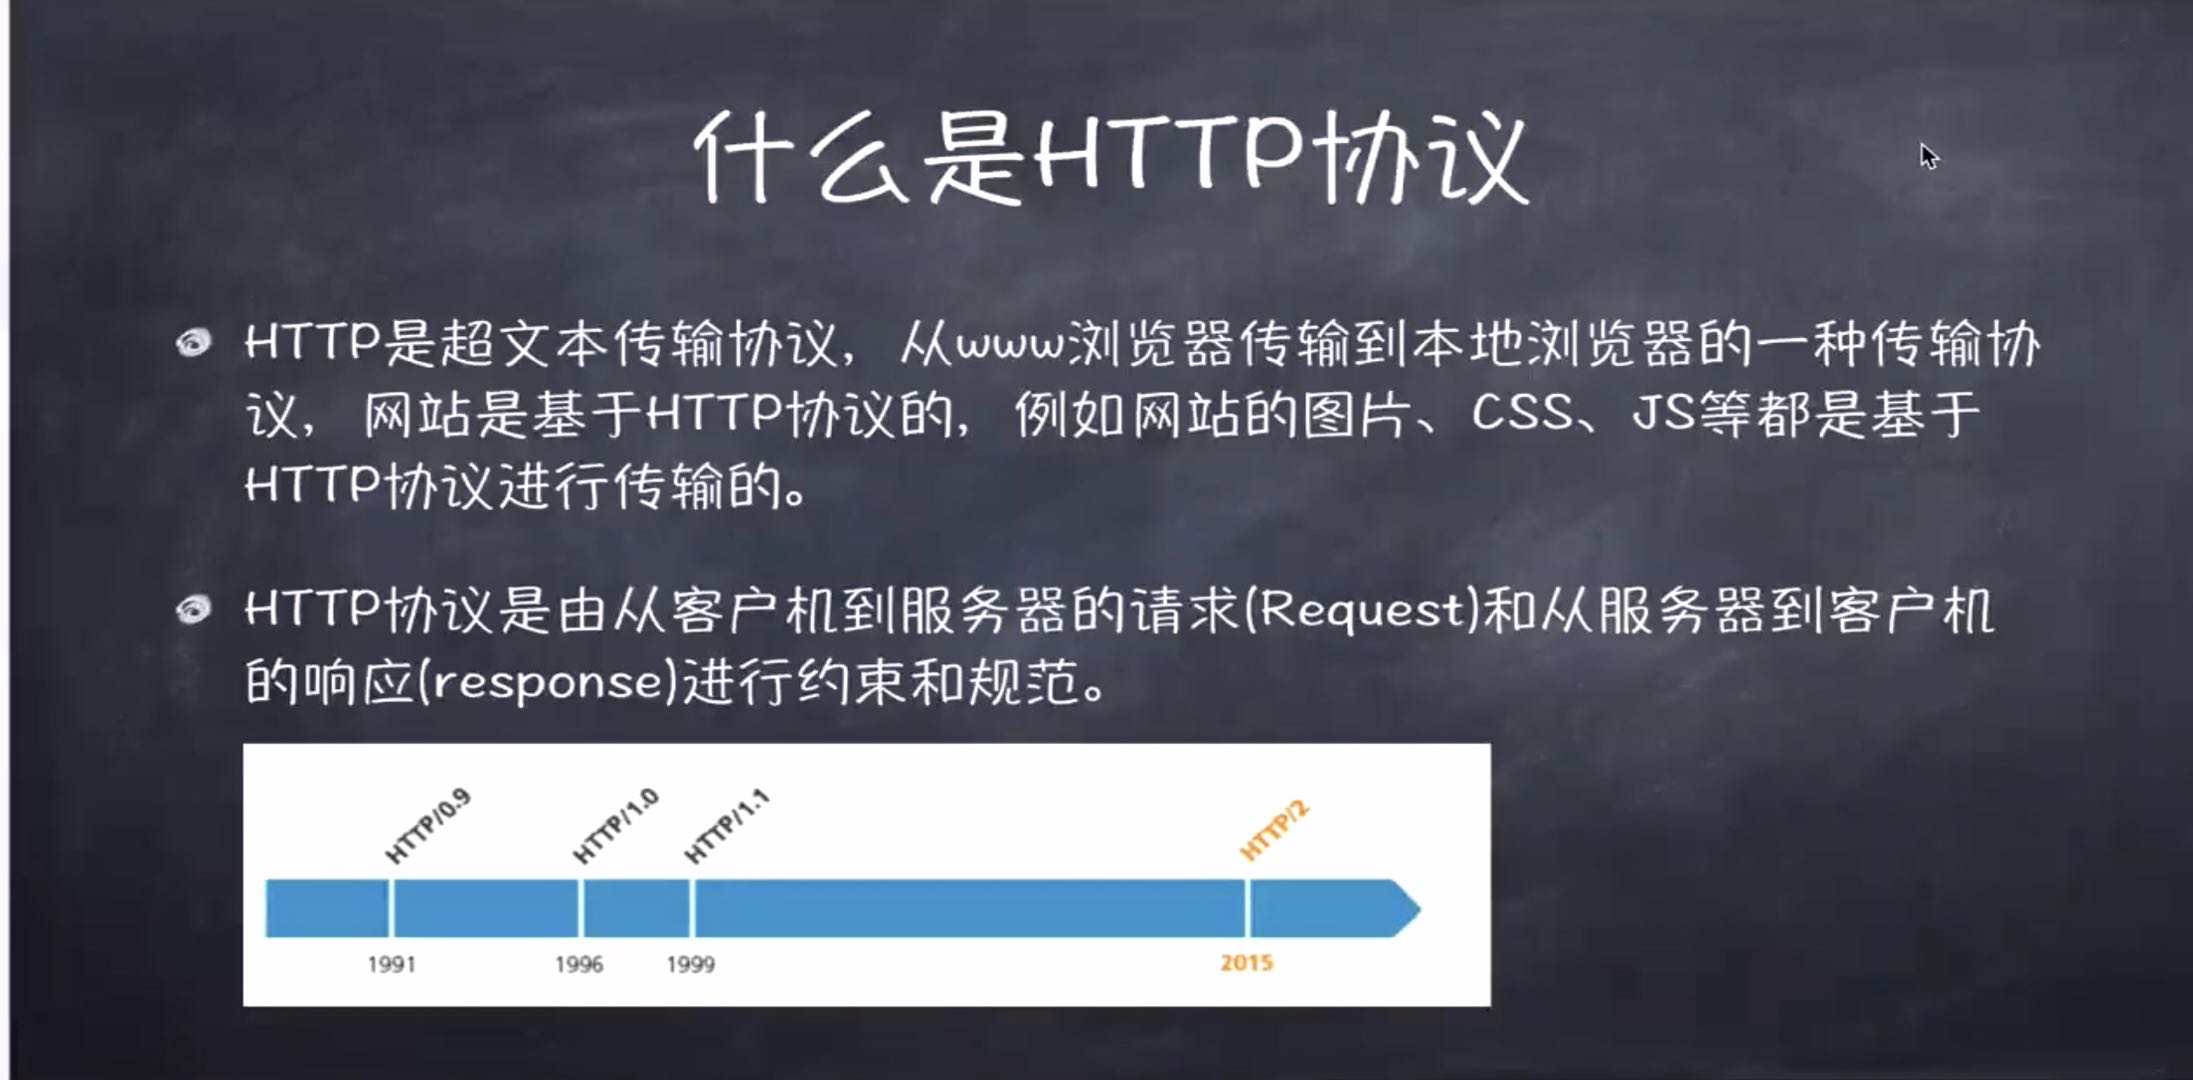 什么是HTTP协议
HTTP是超文本传输协议，从www浏览器传输到本地浏览器的一种传输协
议，网站是基于HTTP协议的，例如网站的图片、CSS、JS等都是基于
HTTP协议进行传输的。
HTTP协议是由从客户机到服务器的请求(Request)和从服务器到客户机
的响应(response)进行约束和规范。
HTTP/0.9 HTTP/1.0 HTTP/1.1 HTTP/2
1991 1996 1999 2015